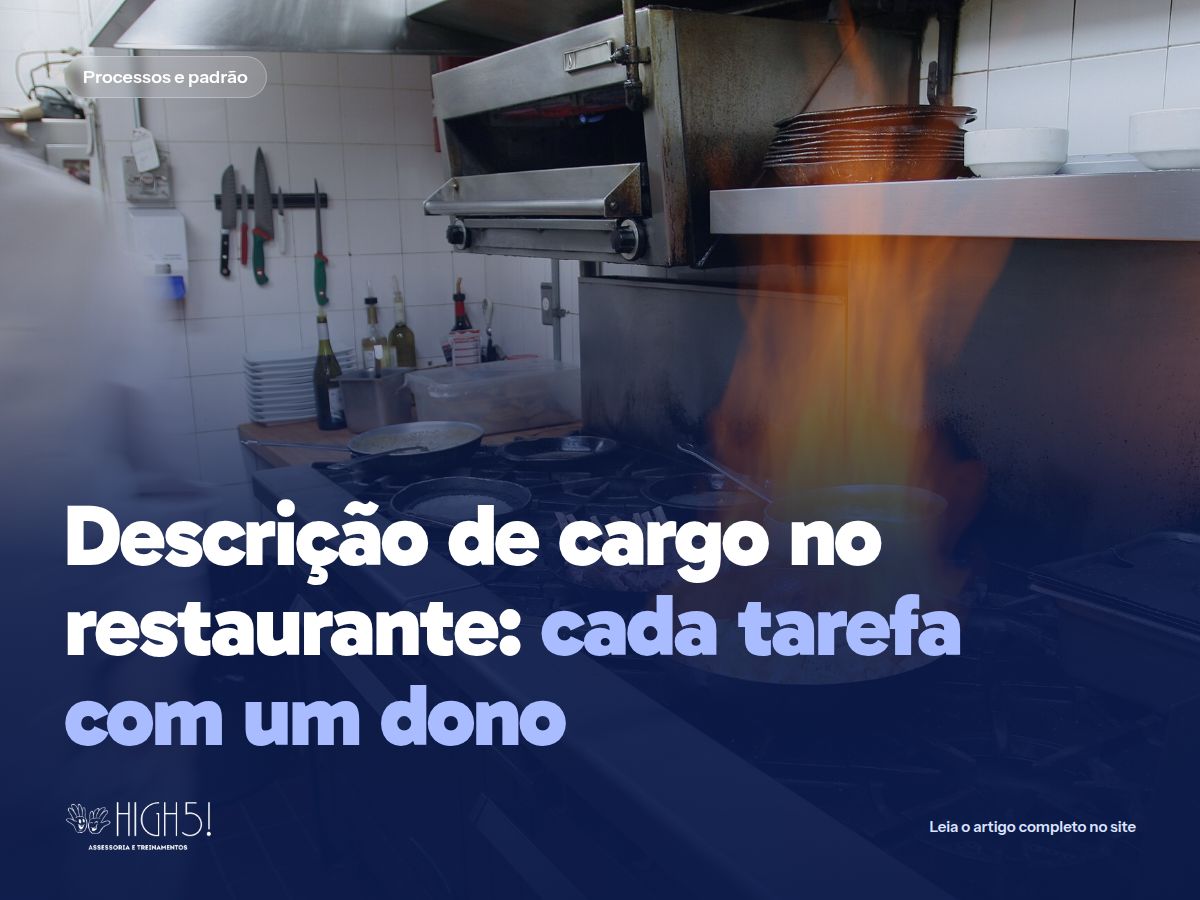 Processos e padrão
Descrição de cargo no
restaurante: cada tarefa
com um dono
HIGH5!
ASSESSORIA E TREINAMENTOS
Leia o artigo completo no site